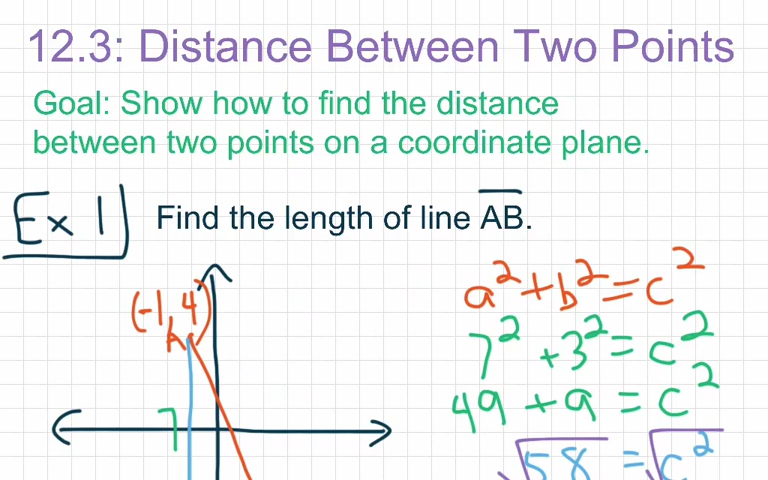 12.3: Distance Between Two Points
Goal: Show how to find the distance
between two points on a coordinate plane.
Ex 1 Find the length of line A̅B̅.
(-1, 4)
A
7
a² + b² = c²
7² + 3² = c²
49 + 9 = c²
√58 = √c²